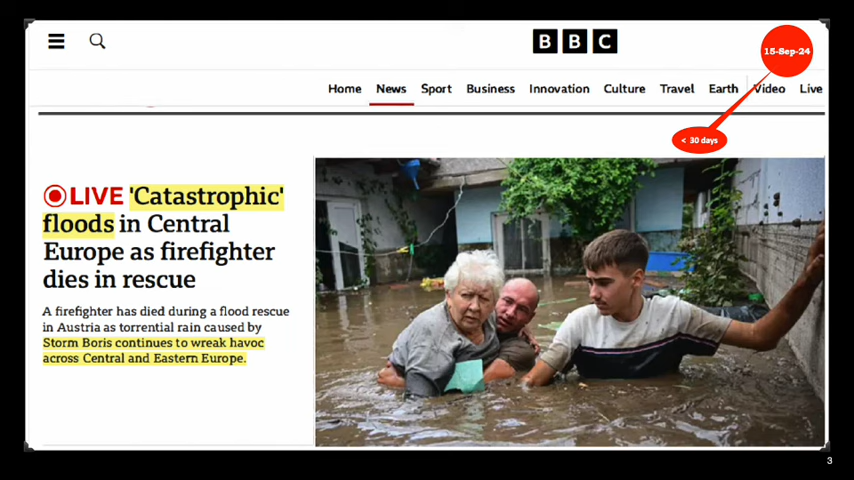 BBC
15-Sep-24
Home News Sport Business Innovation Culture Travel Earth Video Live
< 30 days
LIVE 'Catastrophic'
floods in Central
Europe as firefighter
dies in rescue
A firefighter has died during a flood rescue
in Austria as torrential rain caused by
Storm Boris continues to wreak havoc
across Central and Eastern Europe.
3